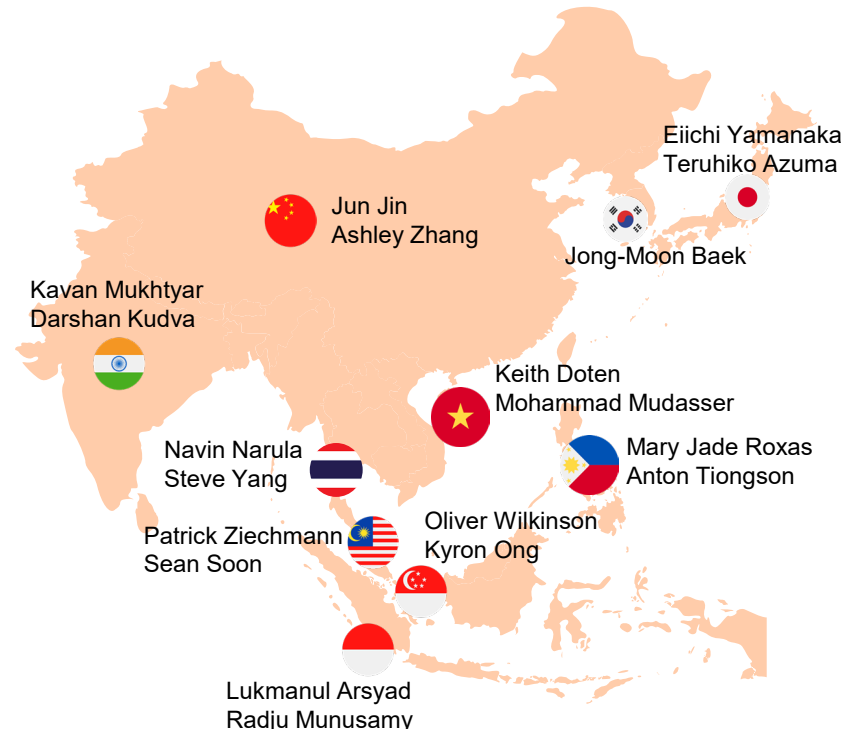 Eiichi Yamanaka
Teruhiko Azuma
Jun Jin
Ashley Zhang
Jong-Moon Baek
Kavan Mukhtyar
Darshan Kudva
Keith Doten
Mohammad Mudasser
Navin Narula
Steve Yang
Mary Jade Roxas
Anton Tiongson
Patrick Ziechmann
Sean Soon
Oliver Wilkinson
Kyron Ong
Lukmanul Arsyad
Radju Munusamy